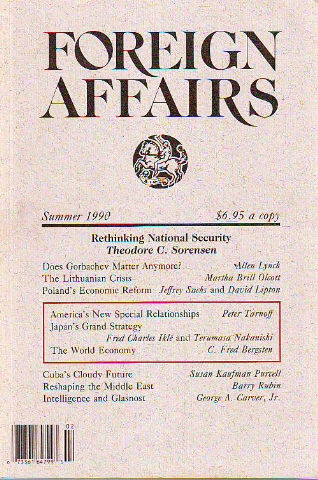 FOREIGN
AFFAIRS
Summer 1990 $6.95 a copy
Rethinking National Security
Theodore C. Sorensen
Does Gorbachev Matter Anymore? Allen Lynch
The Lithuanian Crisis Martha Brill Olcott
Poland's Economic Reform Jeffrey Sachs and David Lipton
America's New Special Relationships Peter Tarnoff
Japan's Grand Strategy
Fred Charles Iklé and Terumasa Nakanishi
The World Economy C. Fred Bergsten
Cuba's Cloudy Future Susan Kaufman Purcell
Reshaping the Middle East Barry Rubin
Intelligence and Glasnost George A. Carver, Jr.
02